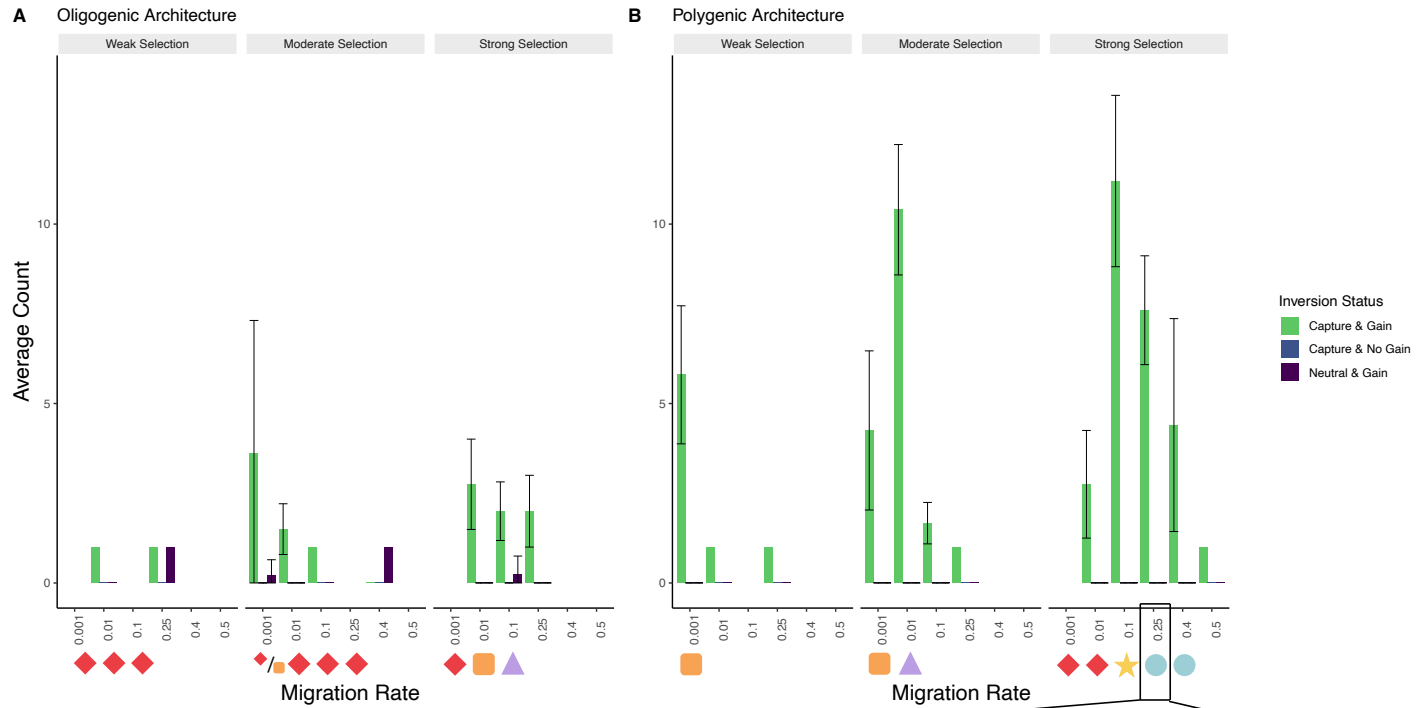 A Oligogenic Architecture
B Polygenic Architecture
Weak Selection Moderate Selection Strong Selection
Weak Selection Moderate Selection Strong Selection
Average Count
10
5
0
10
5
0
Inversion Status
Capture & Gain
Capture & No Gain
Neutral & Gain
0.001 0.01 0.1 0.25 0.4 0.5
0.001 0.01 0.1 0.25 0.4 0.5
0.001 0.01 0.1 0.25 0.4 0.5
0.001 0.01 0.1 0.25 0.4 0.5
0.001 0.01 0.1 0.25 0.4 0.5
0.001 0.01 0.1 0.25 0.4 0.5
/
Migration Rate
Migration Rate